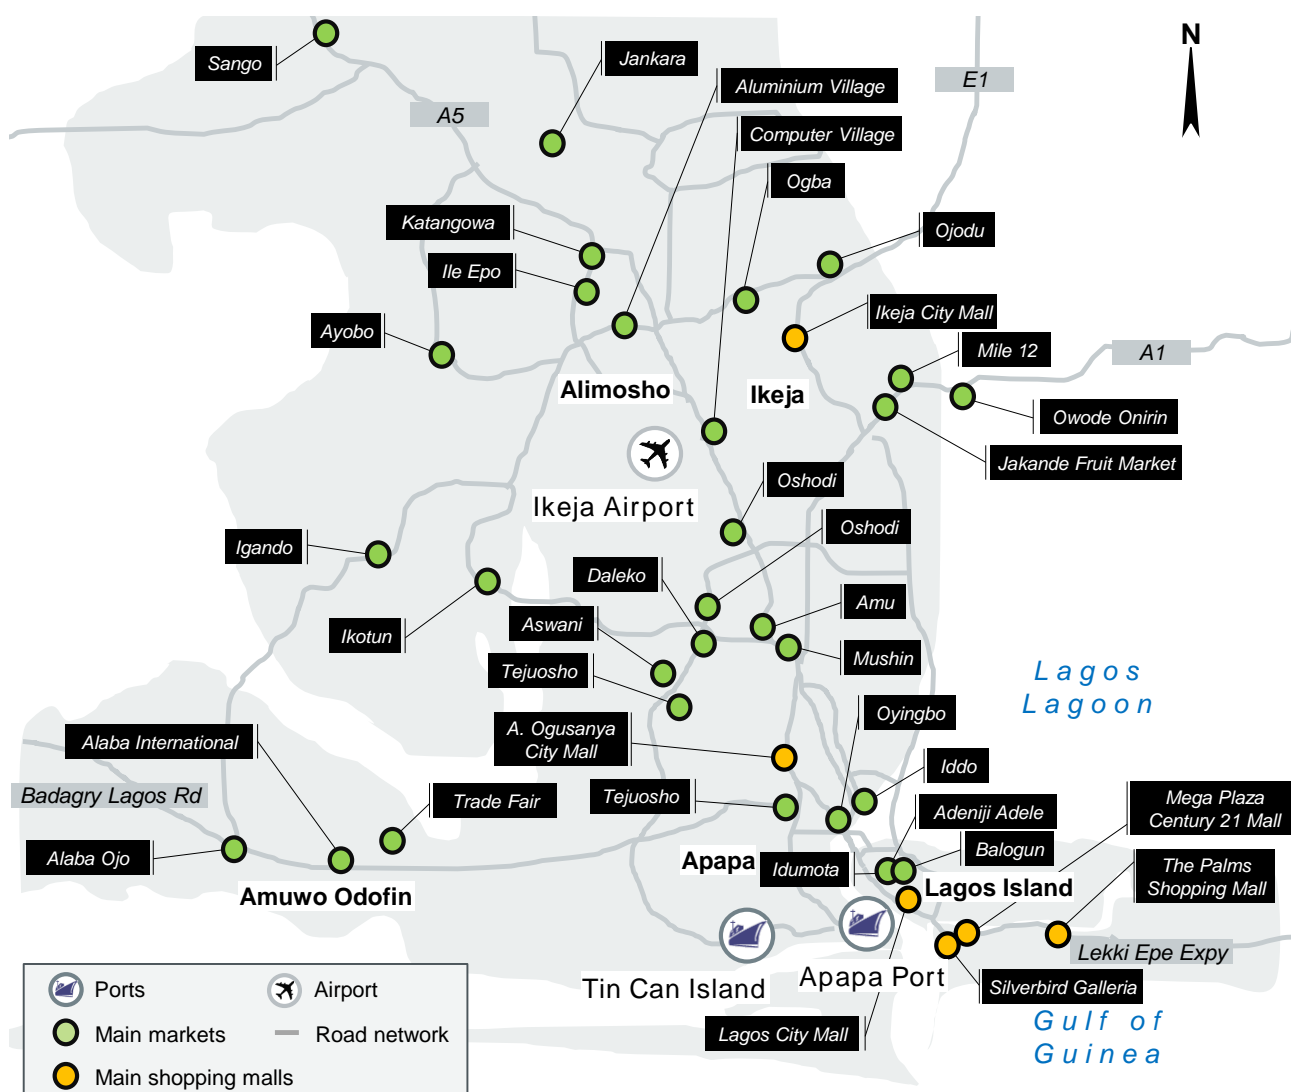 N
Sango
Jankara
Aluminium Village
E1
A5
Computer Village
Ogba
Katangowa
Ojodu
Ile Epo
Ikeja City Mall
Ayobo
Mile 12
A1
Alimosho
Ikeja
Owode Onirin
Jakande Fruit Market
Oshodi
Ikeja Airport
Oshodi
Igando
Daleko
Amu
Aswani
Ikotun
Mushin
Tejuosho
Lagos
Lagoon
Oyingbo
A. Ogusanya
City Mall
Alaba International
Iddo
Badagry Lagos Rd
Trade Fair
Tejuosho
Mega Plaza
Century 21 Mall
Adeniji Adele
Alaba Ojo
Apapa
Idumota
Balogun
The Palms
Shopping Mall
Amuwo Odofin
Lagos Island
Lekki Epe Expy
Tin Can Island
Apapa Port
Silverbird Galleria
Lagos City Mall
Gulf of
Guinea
Ports
Airport
Main markets
Road network
Main shopping malls